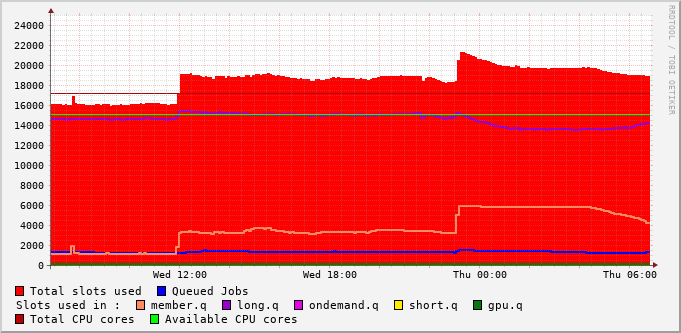 RRDTOOL / TOBI OETIKER
24000
22000
20000
18000
16000
14000
12000
10000
8000
6000
4000
2000
0
Wed 12:00 Wed 18:00 Thu 00:00 Thu 06:00
Total slots used Queued Jobs
Slots used in : member.q long.q ondemand.q short.q gpu.q
Total CPU cores Available CPU cores